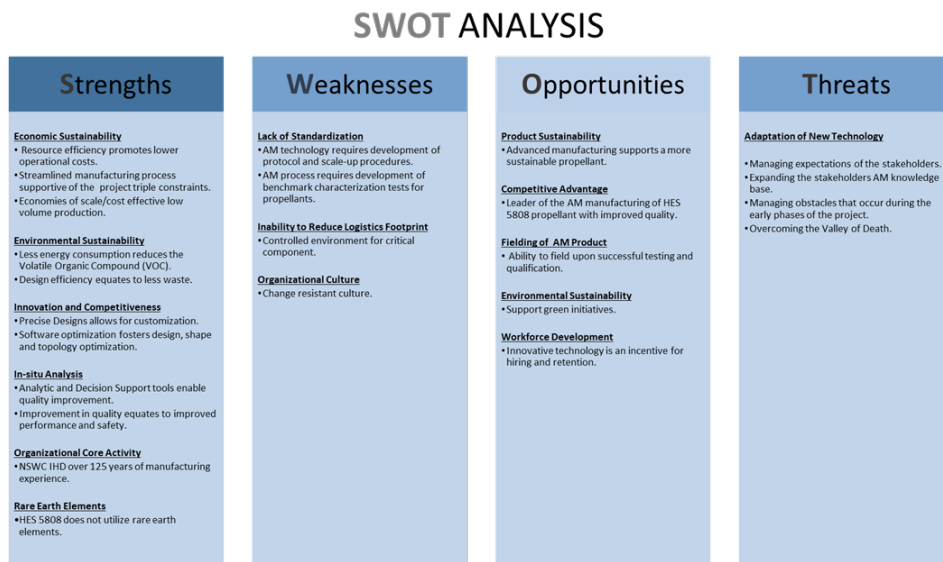 SWOT ANALYSIS
Strengths
Economic Sustainability
• Resource efficiency promotes lower
operational costs.
• Streamlined manufacturing process
supportive of the project triple constraints.
• Economies of scale/cost effective low
volume production.
Environmental Sustainability
• Less energy consumption reduces the
Volatile Organic Compound (VOC).
• Design efficiency equates to less waste.
Innovation and Competitiveness
• Precise Designs allows for customization.
• Software optimization fosters design, shape
and topology optimization.
In-situ Analysis
• Analytic and Decision Support tools enable
quality improvement.
• Improvement in quality equates to improved
performance and safety.
Organizational Core Activity
• NSWC IHD over 125 years of manufacturing
experience.
Rare Earth Elements
• HES 5808 does not utilize rare earth
elements.
Weaknesses
Lack of Standardization
• AM technology requires development of
protocol and scale-up procedures.
• AM process requires development of
benchmark characterization tests for
propellants.
Inability to Reduce Logistics Footprint
• Controlled environment for critical
component.
Organizational Culture
• Change resistant culture.
Opportunities
Product Sustainability
• Advanced manufacturing supports a more
sustainable propellant.
Competitive Advantage
• Leader of the AM manufacturing of HES
5808 propellant with improved quality.
Fielding of AM Product
• Ability to field upon successful testing and
qualification.
Environmental Sustainability
• Support green initiatives.
Workforce Development
• Innovative technology is an incentive for
hiring and retention.
Threats
Adaptation of New Technology
• Managing expectations of the stakeholders.
• Expanding the stakeholders AM knowledge
base.
• Managing obstacles that occur during the
early phases of the project.
• Overcoming the Valley of Death.